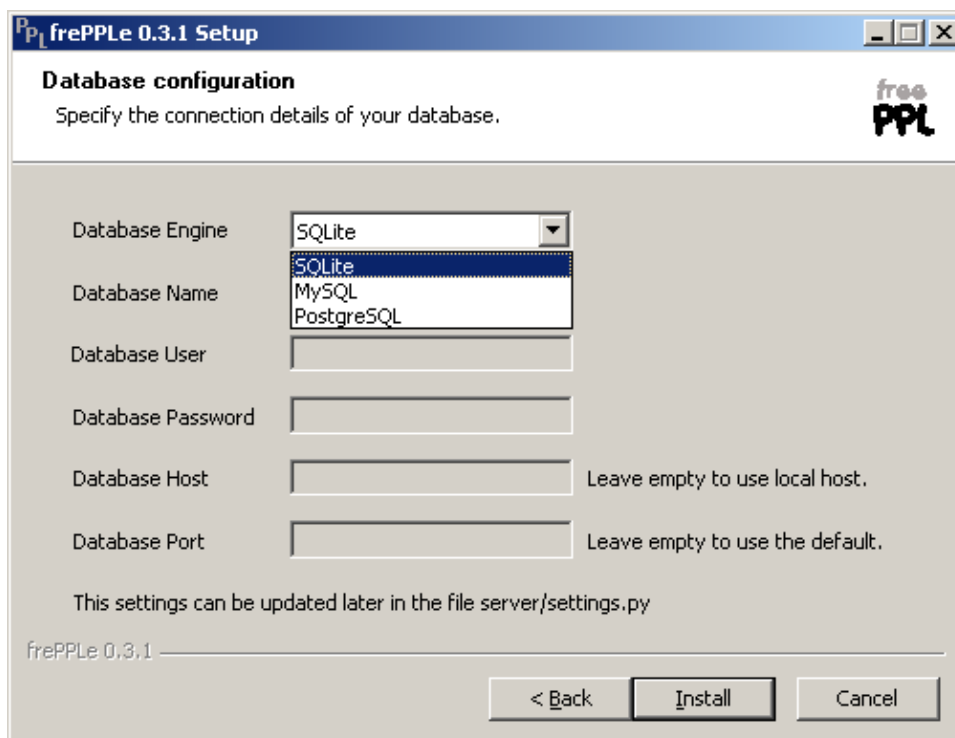 PPL frePPLe 0.3.1 Setup
Database configuration
Specify the connection details of your database.
free
PPL
Database Engine SQLite
SQLite
MySQL
PostgreSQL
Database Name
Database User
Database Password
Database Host Leave empty to use local host.
Database Port Leave empty to use the default.
This settings can be updated later in the file server/settings.py
frePPLe 0.3.1
< Back Install Cancel